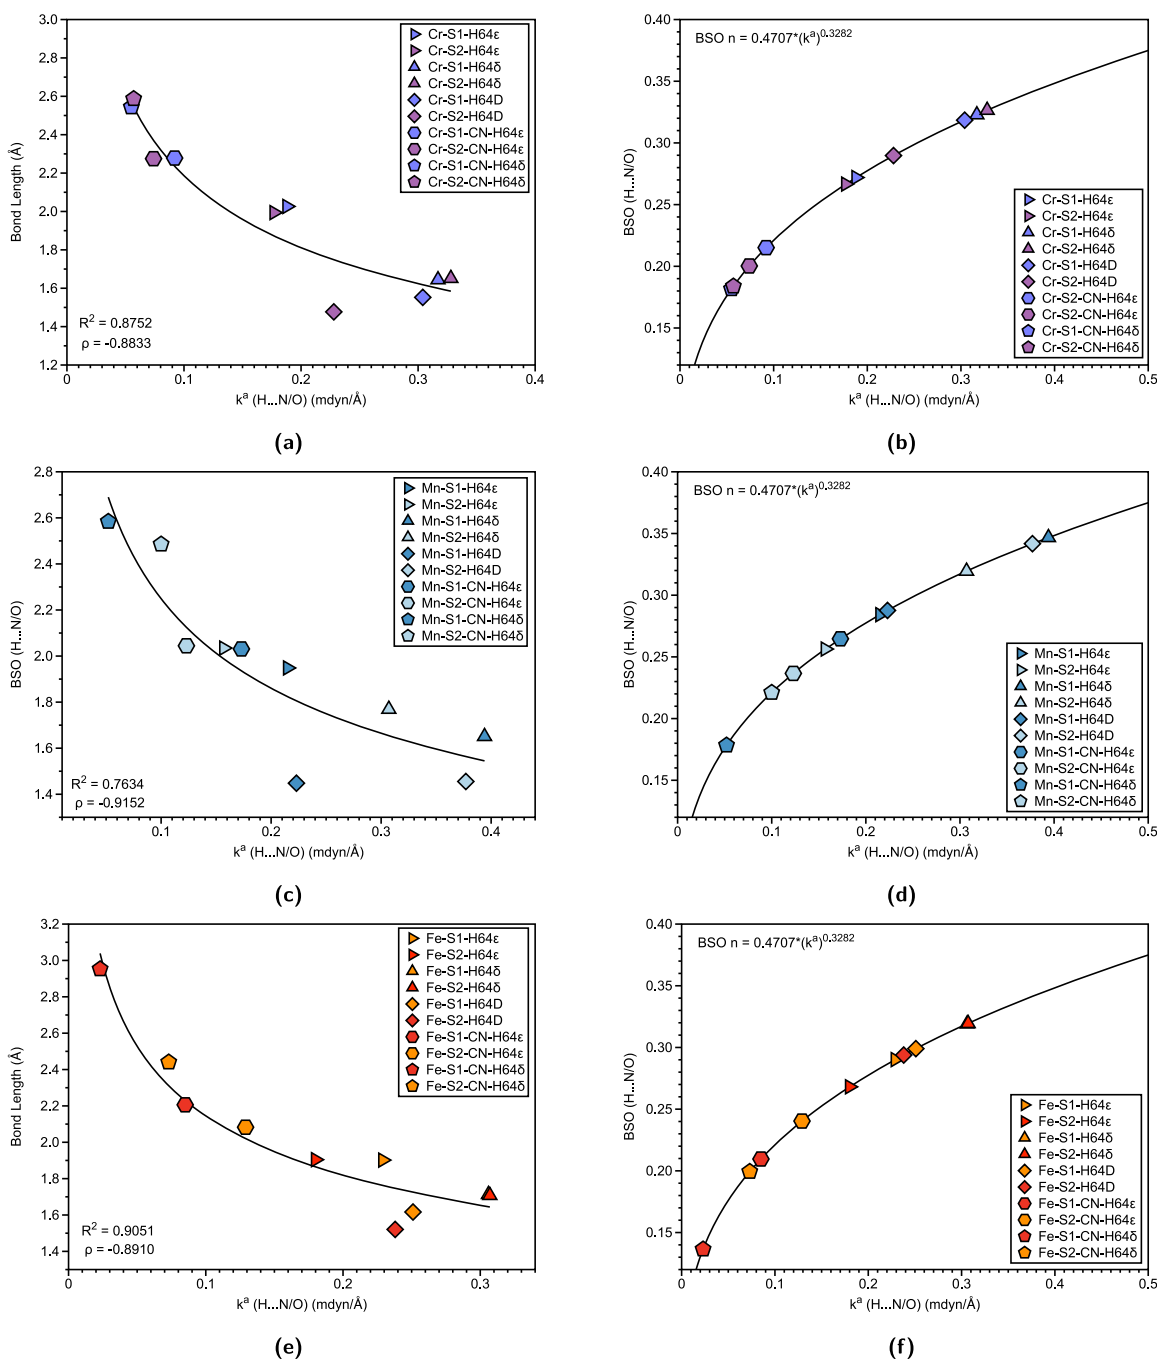 3.0
2.8
2.6
2.4
2.2
2.0
1.8
1.6
1.4
1.2
Bond Length (Å)
0
0.1
0.2
0.3
0.4
kᵃ (H...N/O) (mdyn/Å)
R² = 0.8752
ρ = -0.8833
Cr-S1-H64ε
Cr-S2-H64ε
Cr-S1-H64δ
Cr-S2-H64δ
Cr-S1-H64D
Cr-S2-H64D
Cr-S1-CN-H64ε
Cr-S2-CN-H64ε
Cr-S1-CN-H64δ
Cr-S2-CN-H64δ
(a)
0.40
0.35
0.30
0.25
0.20
0.15
BSO (H...N/O)
BSO n = 0.4707*(kᵃ)⁰·³²⁸²
Cr-S1-H64ε
Cr-S2-H64ε
Cr-S1-H64δ
Cr-S2-H64δ
Cr-S1-H64D
Cr-S2-H64D
Cr-S2-CN-H64ε
Cr-S2-CN-H64ε
Cr-S1-CN-H64δ
Cr-S2-CN-H64δ
0
0.1
0.2
0.3
0.4
0.5
kᵃ (H...N/O) (mdyn/Å)
(b)
2.8
2.6
2.4
2.2
2.0
1.8
1.6
1.4
BSO (H...N/O)
Mn-S1-H64ε
Mn-S2-H64ε
Mn-S1-H64δ
Mn-S2-H64δ
Mn-S1-H64D
Mn-S2-H64D
Mn-S1-CN-H64ε
Mn-S2-CN-H64ε
Mn-S1-CN-H64δ
Mn-S2-CN-H64δ
R² = 0.7634
ρ = -0.9152
0.1
0.2
0.3
0.4
kᵃ (H...N/O) (mdyn/Å)
(c)
0.40
0.35
0.30
0.25
0.20
0.15
BSO (H...N/O)
BSO n = 0.4707*(kᵃ)⁰·³²⁸²
Mn-S1-H64ε
Mn-S2-H64ε
Mn-S1-H64δ
Mn-S2-H64δ
Mn-S1-H64D
Mn-S2-H64D
Mn-S1-CN-H64ε
Mn-S2-CN-H64ε
Mn-S1-CN-H64δ
Mn-S2-CN-H64δ
0
0.1
0.2
0.3
0.4
0.5
kᵃ (H...N/O) (mdyn/Å)
(d)
3.2
3.0
2.8
2.6
2.4
2.2
2.0
1.8
1.6
1.4
Bond Length (Å)
Fe-S1-H64ε
Fe-S2-H64ε
Fe-S1-H64δ
Fe-S2-H64δ
Fe-S1-H64D
Fe-S2-H64D
Fe-S1-CN-H64ε
Fe-S2-CN-H64ε
Fe-S1-CN-H64δ
Fe-S2-CN-H64δ
R² = 0.9051
ρ = -0.8910
0
0.1
0.2
0.3
kᵃ (H...N/O) (mdyn/Å)
(e)
0.40
0.35
0.30
0.25
0.20
0.15
BSO (H...N/O)
BSO n = 0.4707*(kᵃ)⁰·³²⁸²
Fe-S1-H64ε
Fe-S2-H64ε
Fe-S1-H64δ
Fe-S2-H64δ
Fe-S1-H64D
Fe-S2-H64D
Fe-S1-CN-H64ε
Fe-S2-CN-H64ε
Fe-S1-CN-H64δ
Fe-S2-CN-H64δ
0
0.1
0.2
0.3
0.4
0.5
kᵃ (H...N/O) (mdyn/Å)
(f)